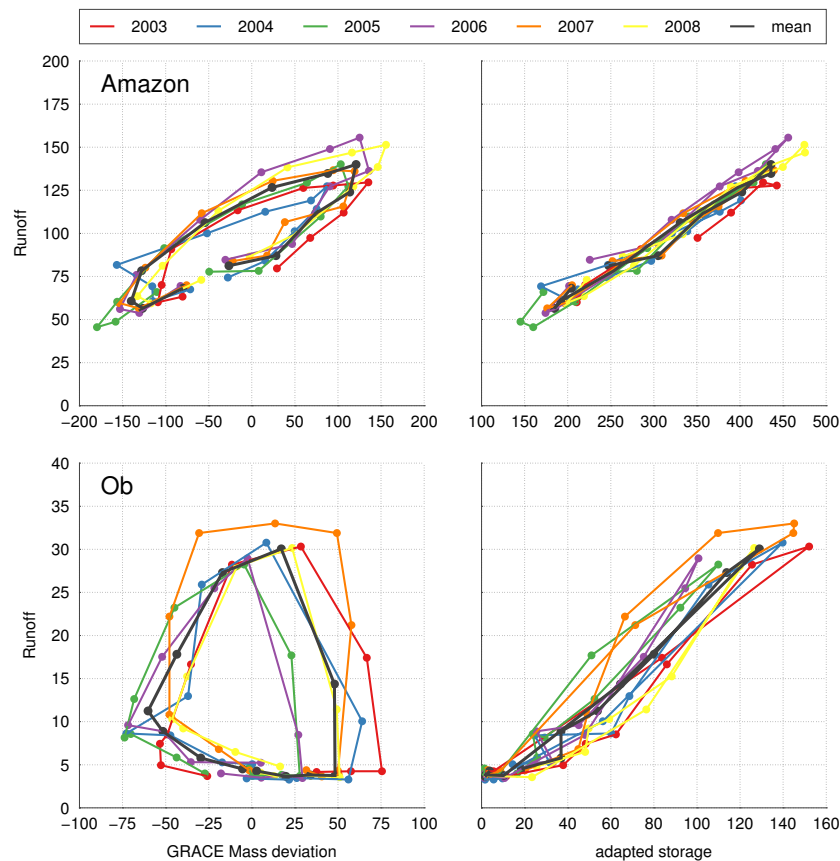 2003 2004 2005 2006 2007 2008 mean
Amazon
Runoff
200
175
150
125
100
75
50
25
0
−200 −150 −100 −50 0 50 100 150 200
100 150 200 250 300 350 400 450 500
Ob
Runoff
40
35
30
25
20
15
10
5
0
−100 −75 −50 −25 0 25 50 75 100
0 20 40 60 80 100 120 140 160
GRACE Mass deviation
adapted storage